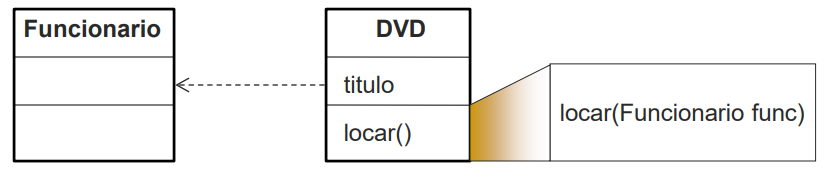 Funcionario
DVD
titulo
locar()
locar(Funcionario func)